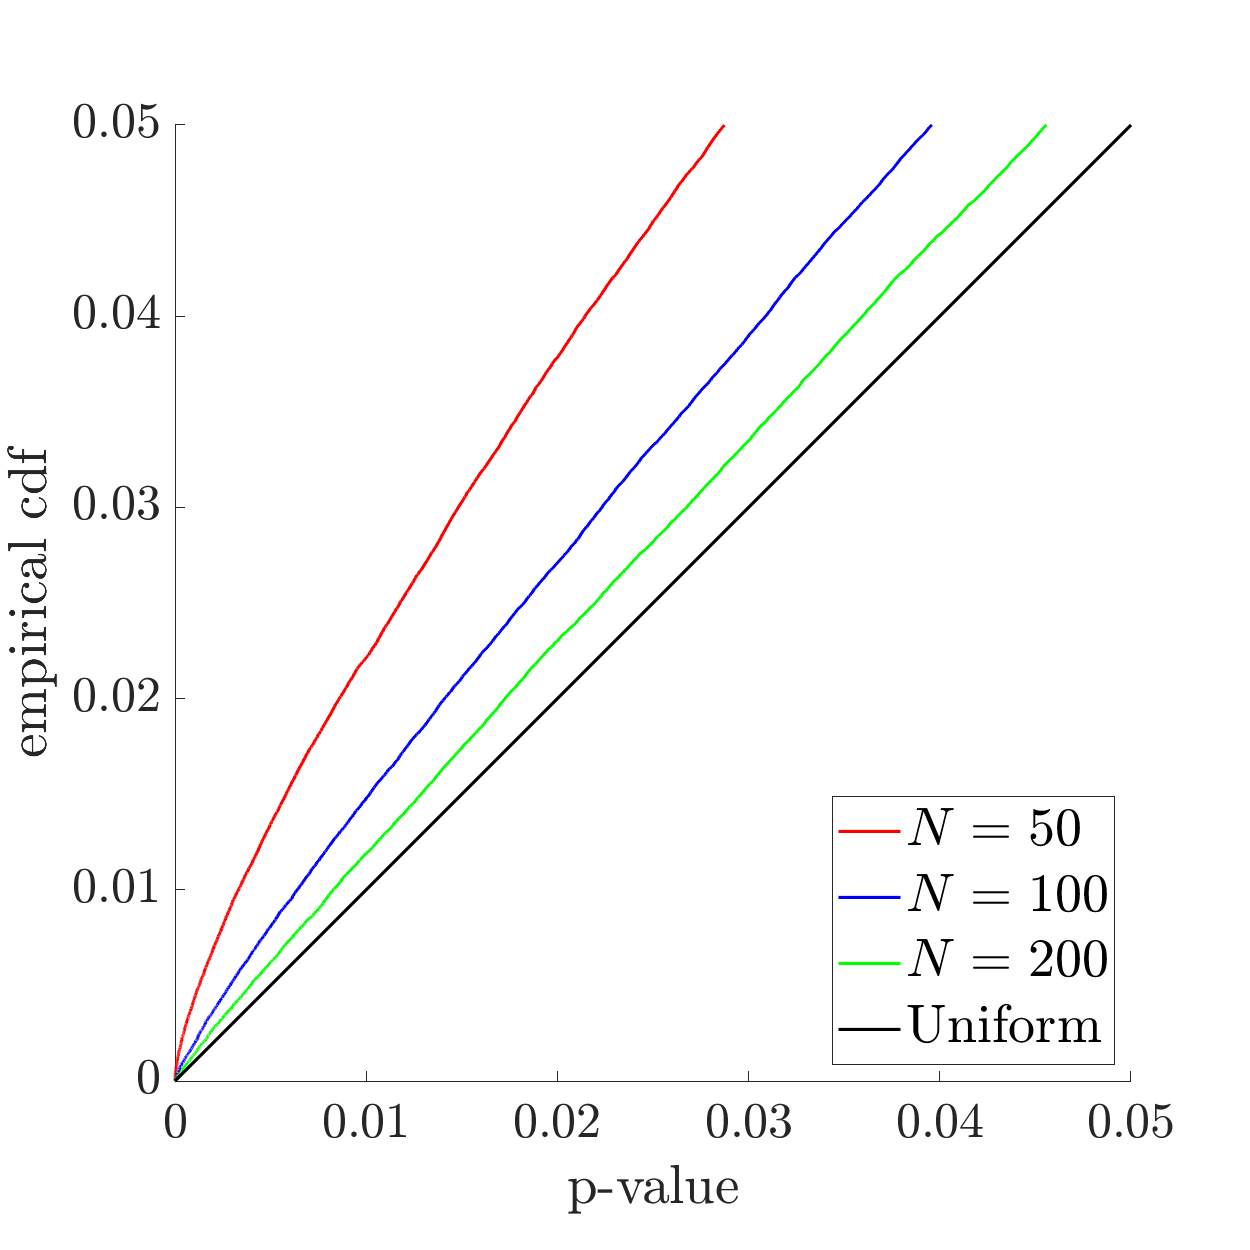 0.05
0.04
0.03
0.02
0.01
0
empirical cdf
0 0.01 0.02 0.03 0.04 0.05
p-value
N = 50
N = 100
N = 200
Uniform